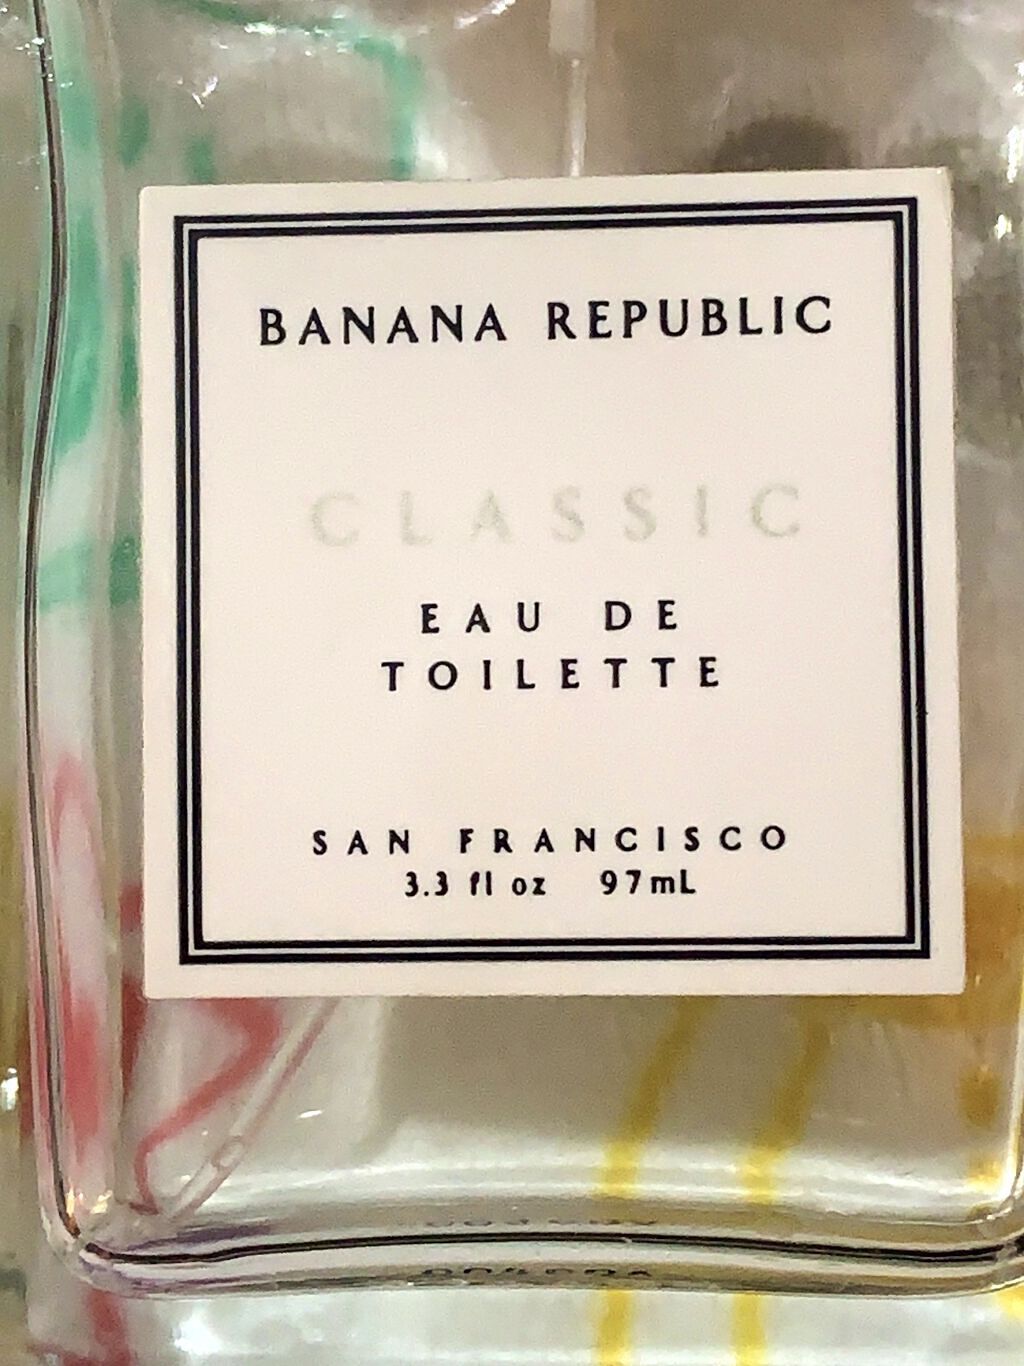 BANANA REPUBLIC
CLASSIC
EAU DE
TOILETTE
SAN FRANCISCO
3.3 fl oz 97mL